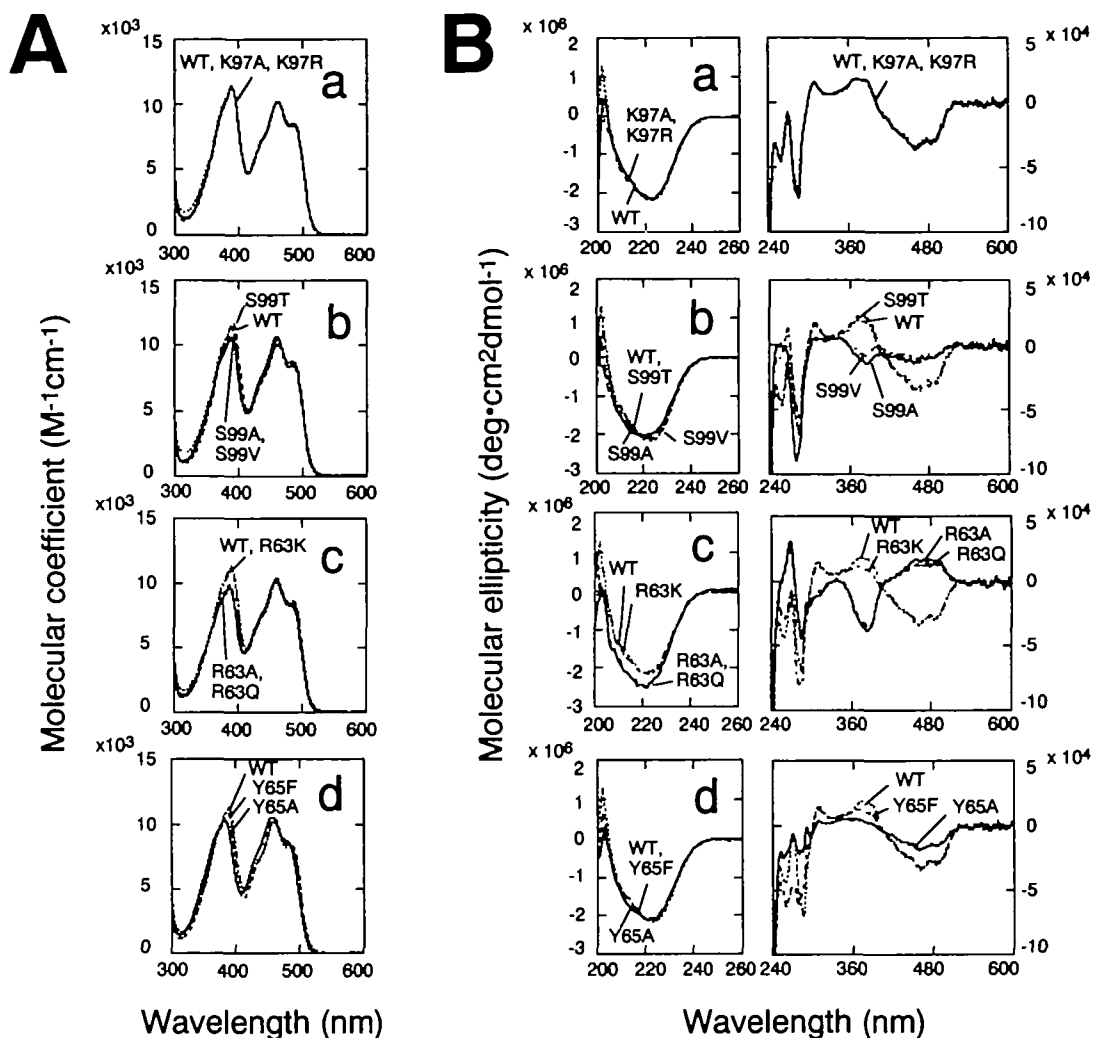 A
B
Molecular coefficient (M-1cm-1)
Molecular ellipticity (deg•cm2dmol-1)
x10³
15
10
5
0
WT, K97A, K97R
a
300 400 500 600
x 10⁶
2
1
0
-1
-2
-3
a
K97A,
K97R
WT
200 220 240 260
WT, K97A, K97R
x 10⁴
5
0
-5
-10
240 360 480 600
x10³
15
10
5
0
S99T
WT
b
S99A,
S99V
300 400 500 600
x 10⁶
2
1
0
-1
-2
-3
b
WT,
S99T
S99V
S99A
200 220 240 260
S99T
WT
S99V
S99A
x 10⁴
5
0
-5
-10
240 360 480 600
x10³
15
10
5
0
WT, R63K
c
R63A,
R63Q
300 400 500 600
x 10⁶
2
1
0
-1
-2
-3
c
WT
R63K
R63A,
R63Q
200 220 240 260
WT
R63K
R63A
R63Q
x 10⁴
5
0
-5
-10
240 360 480 600
x10³
15
10
5
0
WT
Y65F
Y65A
d
300 400 500 600
x 10⁶
2
1
0
-1
-2
-3
d
WT,
Y65F
Y65A
200 220 240 260
WT
Y65F
Y65A
x 10⁴
5
0
-5
-10
240 360 480 600
Wavelength (nm)
Wavelength (nm)